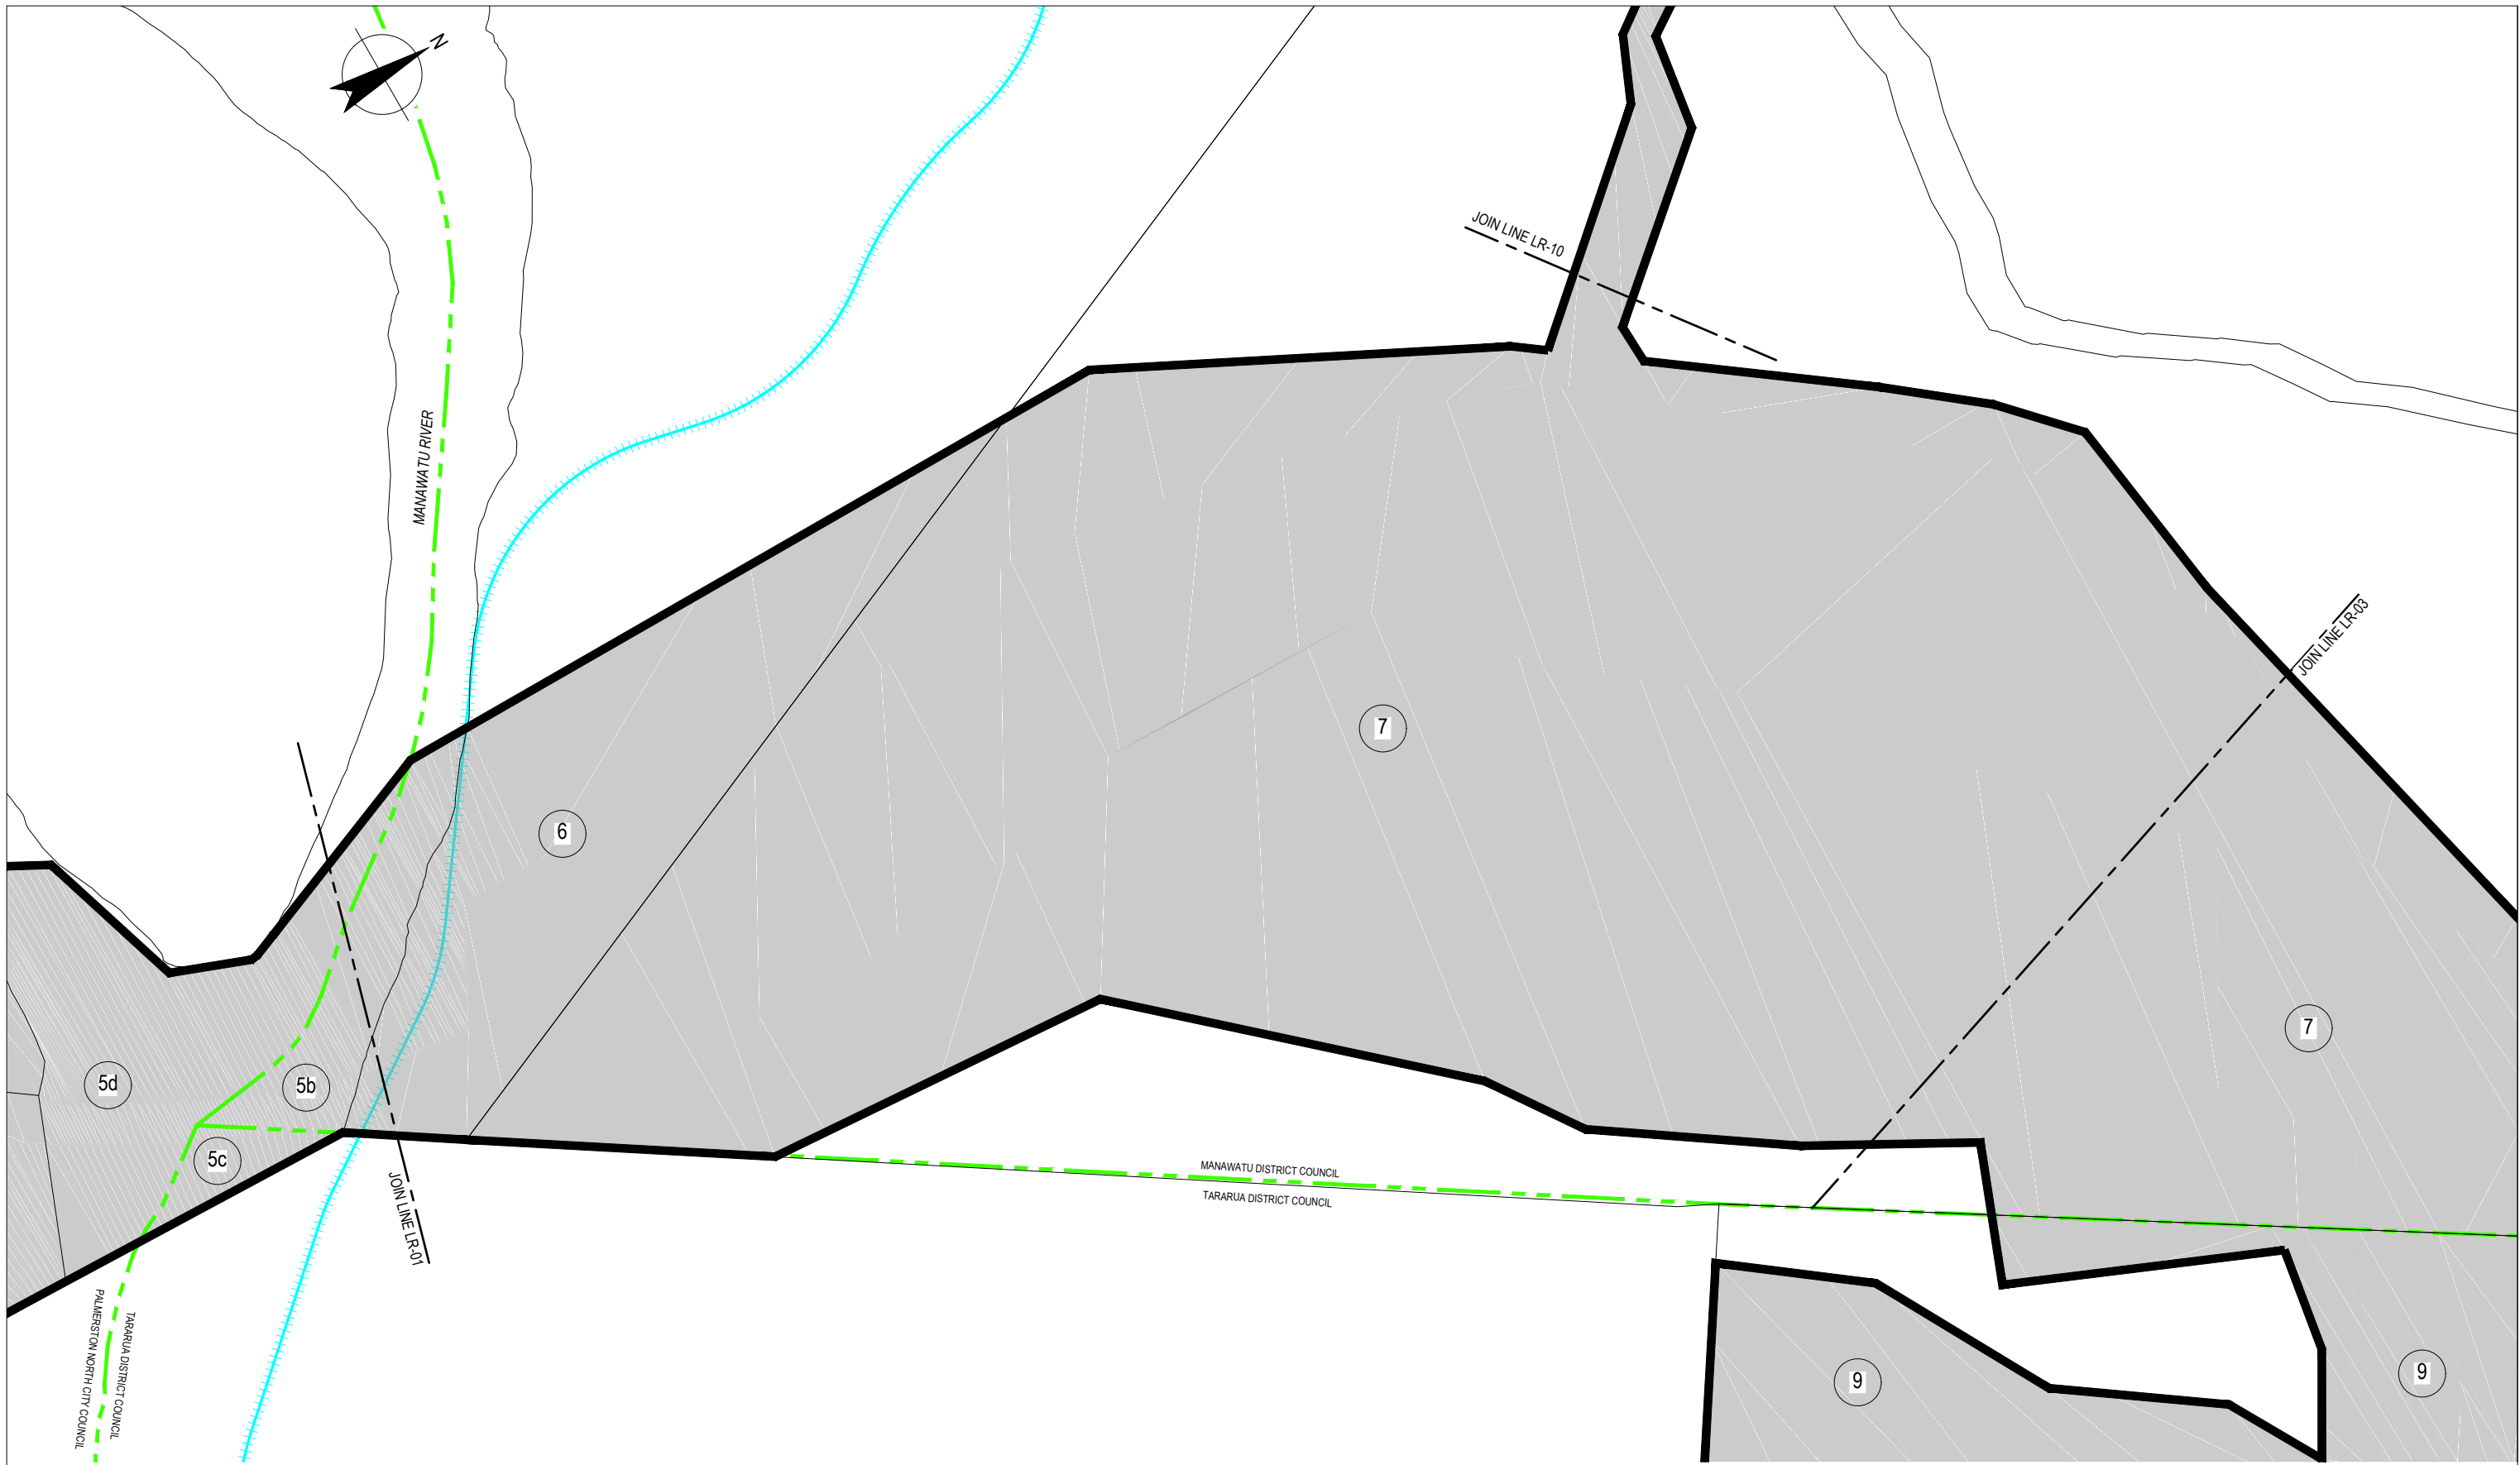 N
JOIN LINE LR-10
MANAWATU RIVER
JOIN LINE LR-03
7
6
7
5d
5b
5c
MANAWATU DISTRICT COUNCIL
TARARUA DISTRICT COUNCIL
JOIN LINE LR-01
PALMERSTON NORTH CITY COUNCIL
TARARUA DISTRICT COUNCIL
9
9